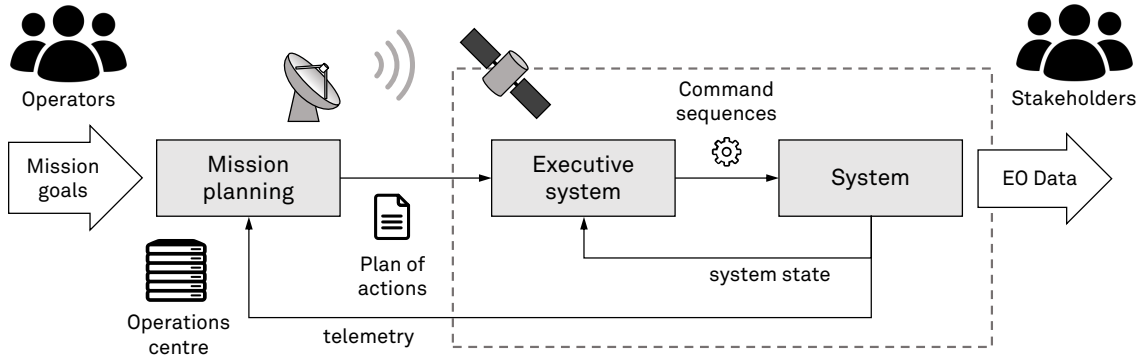 Operators
Stakeholders
Command
sequences
Mission
goals
Mission
planning
Executive
system
System
EO Data
Plan of
actions
system state
Operations
centre
telemetry